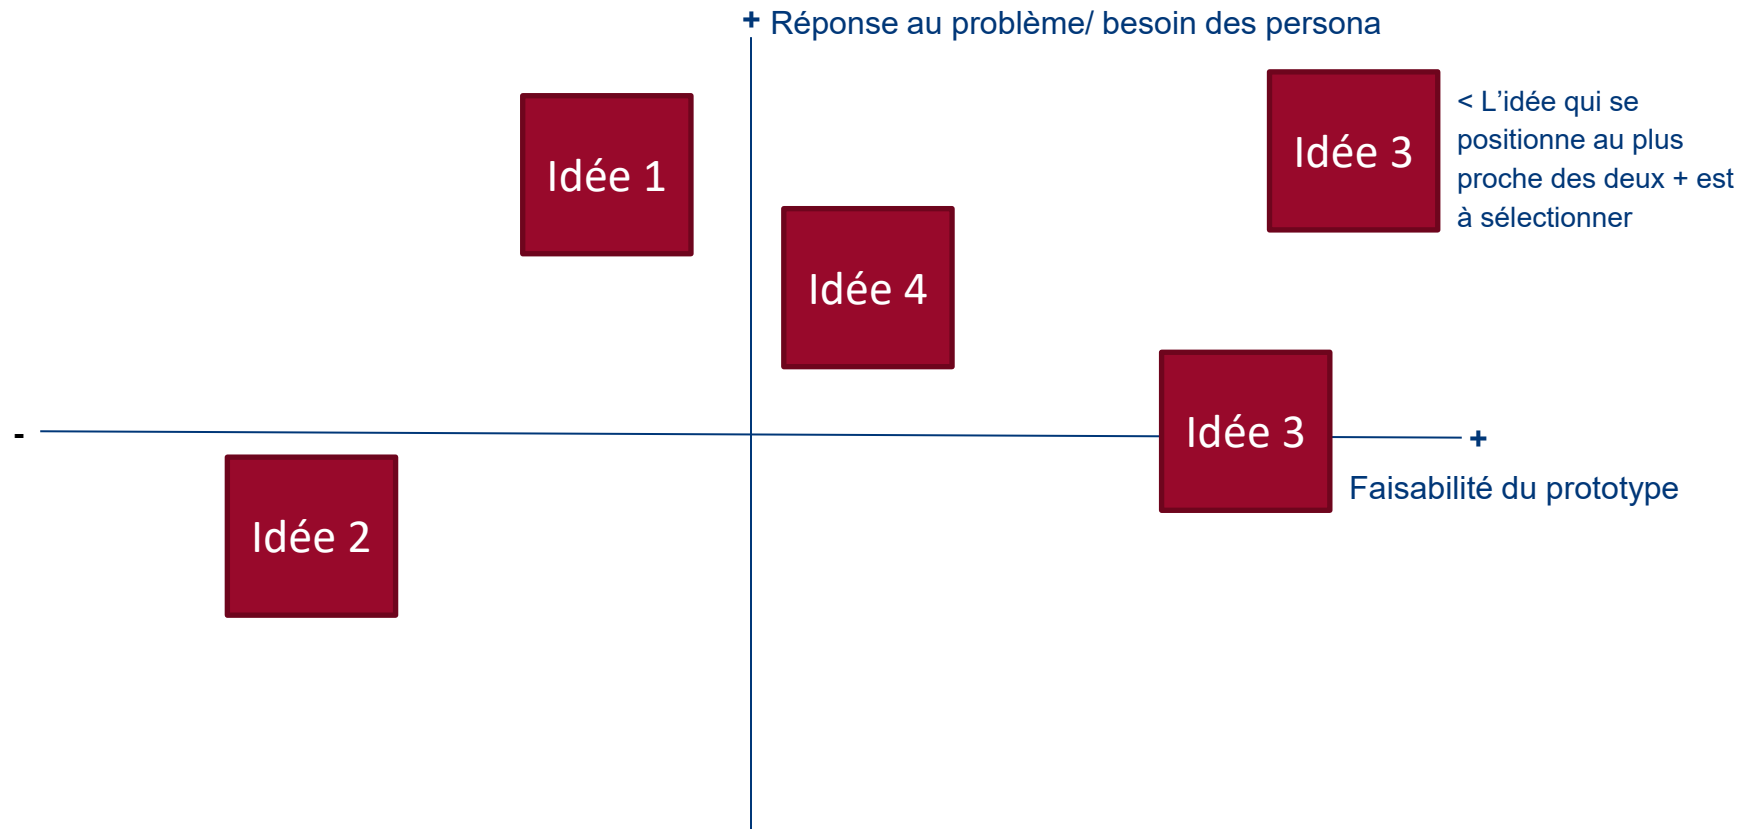 + Réponse au problème/ besoin des persona
Idée 1
Idée 3
< L’idée qui se
positionne au plus
proche des deux + est
à sélectionner
Idée 4
-
Idée 3
+
Faisabilité du prototype
Idée 2